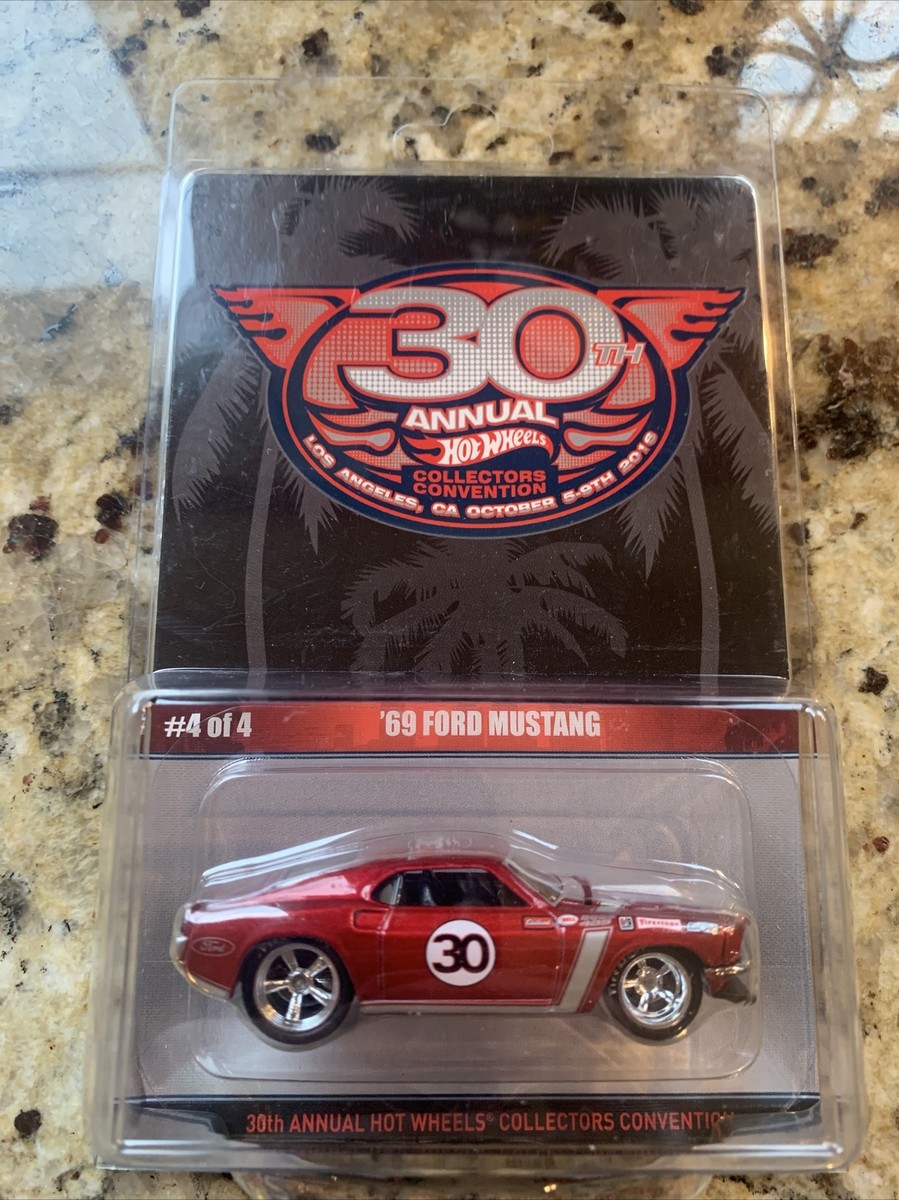 30TH
ANNUAL
HOT WHEELS
COLLECTORS
CONVENTION
LOS ANGELES, CA OCTOBER 5-9TH 2016
#4 of 4
'69 FORD MUSTANG
30
Ford
Firestone
30th ANNUAL HOT WHEELS® COLLECTORS CONVENTION